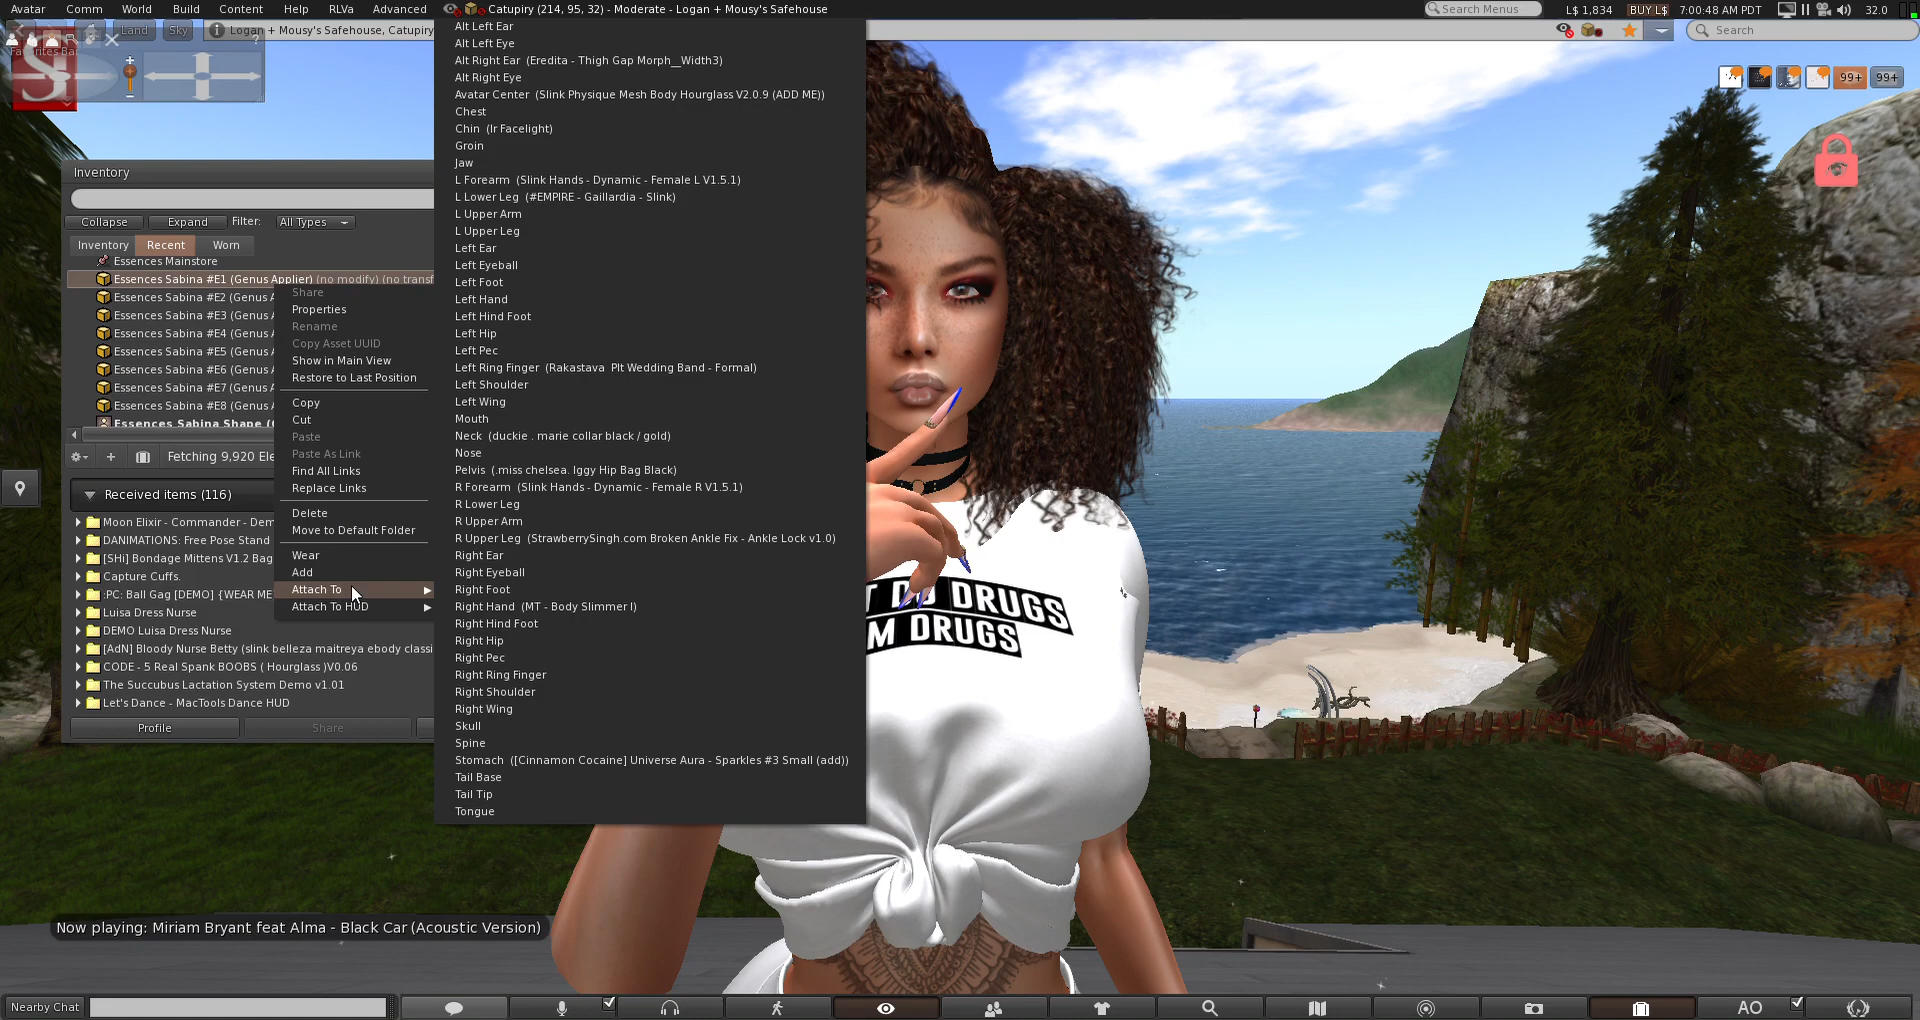 Avatar Comm World Build Content Help RLVa Advanced Catupiry (214, 95, 32) - Moderate - Logan + Mousy's Safehouse Search Menus L$ 1,834 BUY L$ 7:00:48 AM PDT 32.0
Land Sky Logan + Mousy's Safehouse, Catupiry Search
Favorites Ba
99+ 99+
Inventory
Collapse Expand Filter: All Types
Inventory Recent Worn
Essences Mainstore
Essences Sabina #E1 (Genus Applier) (no modify) (no transf
Essences Sabina #E2 (Genus A
Essences Sabina #E3 (Genus A
Essences Sabina #E4 (Genus A
Essences Sabina #E5 (Genus A
Essences Sabina #E6 (Genus A
Essences Sabina #E7 (Genus A
Essences Sabina #E8 (Genus A
Essences Sabina Shape (
Fetching 9,920 Ele
Received items (116)
Moon Elixir - Commander - Dem
DANIMATIONS: Free Pose Stand
[SHi] Bondage Mittens V1.2 Bag
Capture Cuffs.
:PC: Ball Gag [DEMO] {WEAR ME
Luisa Dress Nurse
DEMO Luisa Dress Nurse
[AdN] Bloody Nurse Betty (slink belleza maitreya ebody classi
CODE - 5 Real Spank BOOBS ( Hourglass )V0.06
The Succubus Lactation System Demo v1.01
Let's Dance - MacTools Dance HUD
Profile Share
Share
Properties
Rename
Copy Asset UUID
Show in Main View
Restore to Last Position
Copy
Cut
Paste
Paste As Link
Find All Links
Replace Links
Delete
Move to Default Folder
Wear
Add
Attach To
Attach To HUD
Alt Left Ear
Alt Left Eye
Alt Right Ear (Eredita - Thigh Gap Morph__Width3)
Alt Right Eye
Avatar Center (Slink Physique Mesh Body Hourglass V2.0.9 (ADD ME))
Chest
Chin (Ir Facelight)
Groin
Jaw
L Forearm (Slink Hands - Dynamic - Female L V1.5.1)
L Lower Leg (#EMPIRE - Gaillardia - Slink)
L Upper Arm
L Upper Leg
Left Ear
Left Eyeball
Left Foot
Left Hand
Left Hind Foot
Left Hip
Left Pec
Left Ring Finger (Rakastava Plt Wedding Band - Formal)
Left Shoulder
Left Wing
Mouth
Neck (duckie . marie collar black / gold)
Nose
Pelvis (.miss chelsea. Iggy Hip Bag Black)
R Forearm (Slink Hands - Dynamic - Female R V1.5.1)
R Lower Leg
R Upper Arm
R Upper Leg (StrawberrySingh.com Broken Ankle Fix - Ankle Lock v1.0)
Right Ear
Right Eyeball
Right Foot
Right Hand (MT - Body Slimmer I)
Right Hind Foot
Right Hip
Right Pec
Right Ring Finger
Right Shoulder
Right Wing
Skull
Spine
Stomach ([Cinnamon Cocaine] Universe Aura - Sparkles #3 Small (add))
Tail Base
Tail Tip
Tongue
T DO DRUGS
M DRUGS
Now playing: Miriam Bryant feat Alma - Black Car (Acoustic Version)
Nearby Chat AO